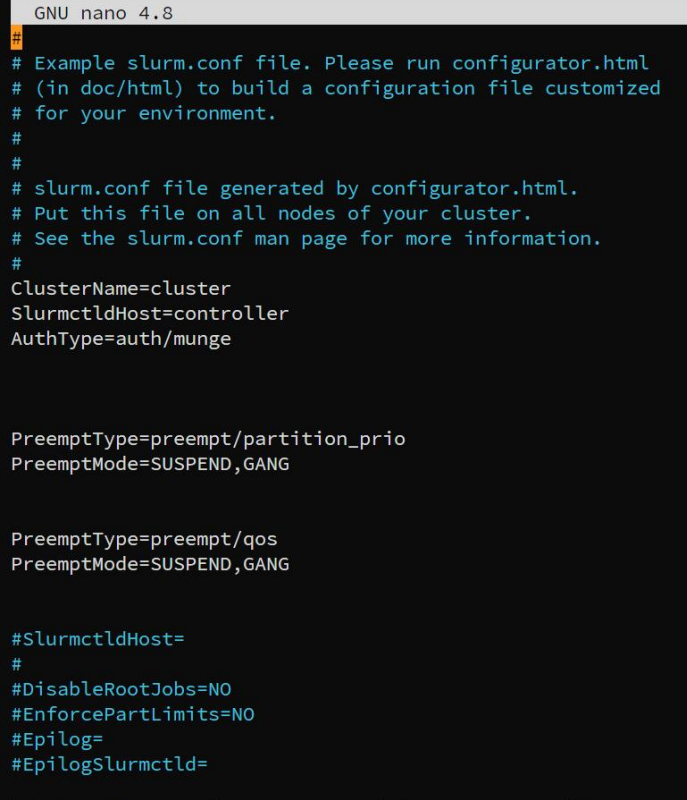 GNU nano 4.8
#
# Example slurm.conf file. Please run configurator.html
# (in doc/html) to build a configuration file customized
# for your environment.
#
#
# slurm.conf file generated by configurator.html.
# Put this file on all nodes of your cluster.
# See the slurm.conf man page for more information.
#
ClusterName=cluster
SlurmctldHost=controller
AuthType=auth/munge
PreemptType=preempt/partition_prio
PreemptMode=SUSPEND,GANG
PreemptType=preempt/qos
PreemptMode=SUSPEND,GANG
#SlurmctldHost=
#
#DisableRootJobs=NO
#EnforcePartLimits=NO
#Epilog=
#EpilogSlurmctld=